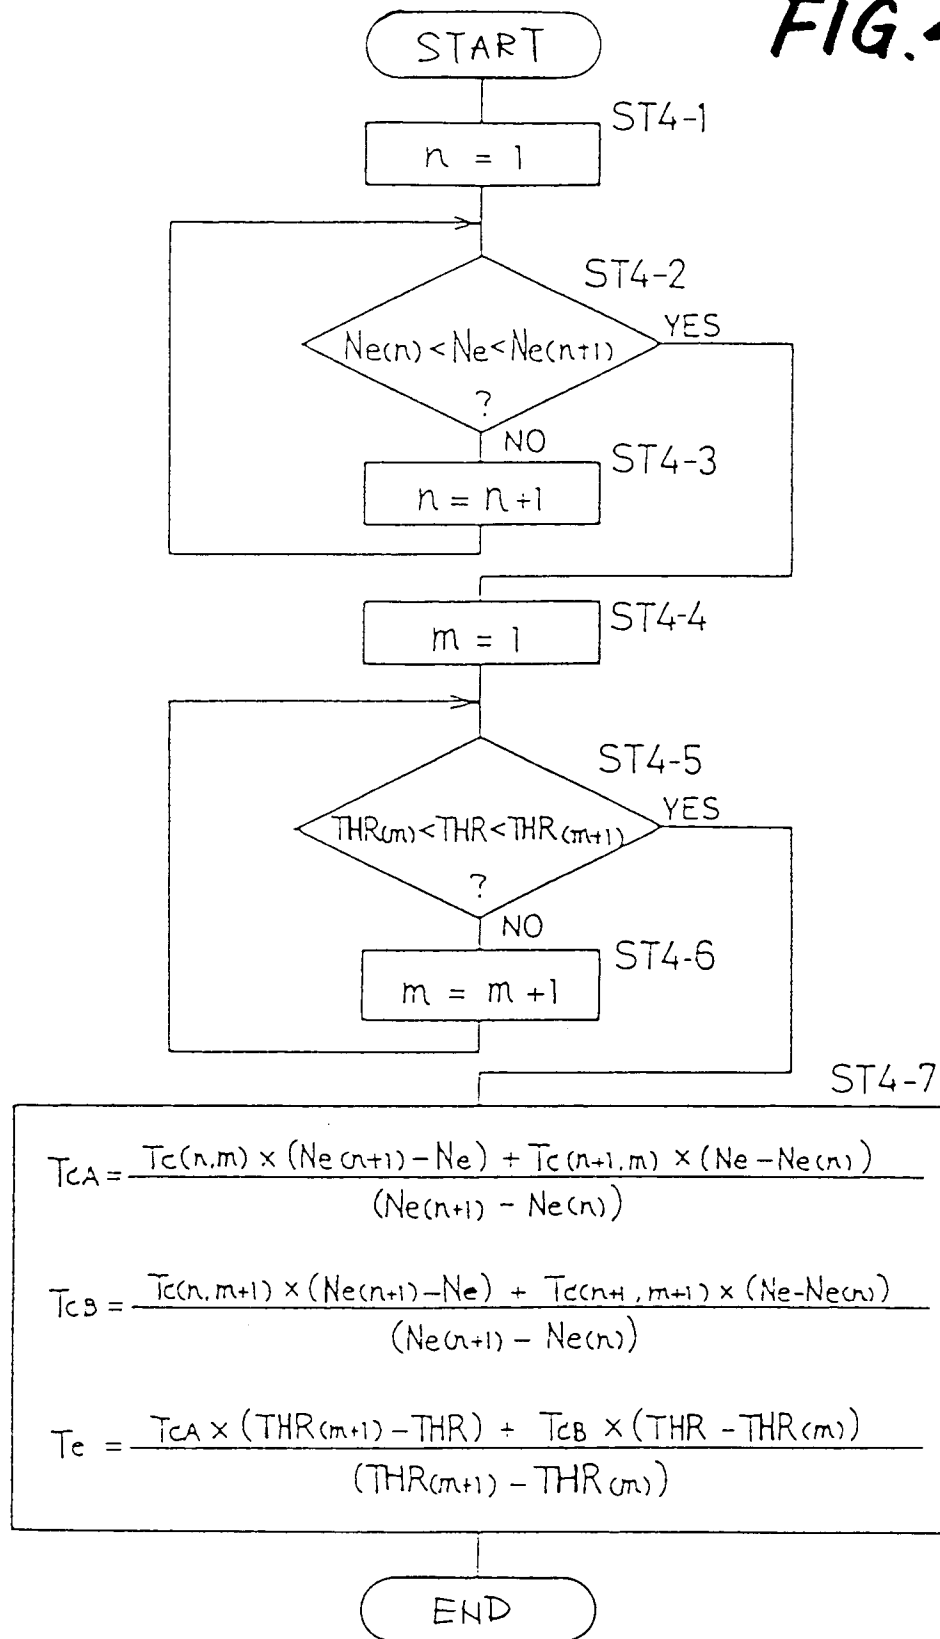 FIG.
START
ST4-1
n = 1
ST4-2
YES
Ne(n) < Ne < Ne(n+1)
?
NO
ST4-3
n = n+1
ST4-4
m = 1
ST4-5
YES
THR(m) < THR < THR(m+1)
?
NO
ST4-6
m = m+1
ST4-7
TcA = Tc(n,m) × (Ne(n+1) – Ne) + Tc(n+1,m) × (Ne – Ne(n))
(Ne(n+1) – Ne(n))
TcB = Tc(n,m+1) × (Ne(n+1) – Ne) + Tc(n+1,m+1) × (Ne – Ne(n))
(Ne(n+1) – Ne(n))
Te = TcA × (THR(m+1) – THR) + TcB × (THR – THR(m))
(THR(m+1) – THR(m))
END